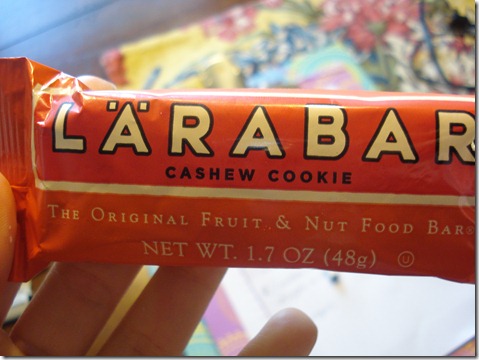 LÄRABAR
CASHEW COOKIE
THE ORIGINAL FRUIT & NUT FOOD BAR®
NET WT. 1.7 OZ (48g) Ⓤ